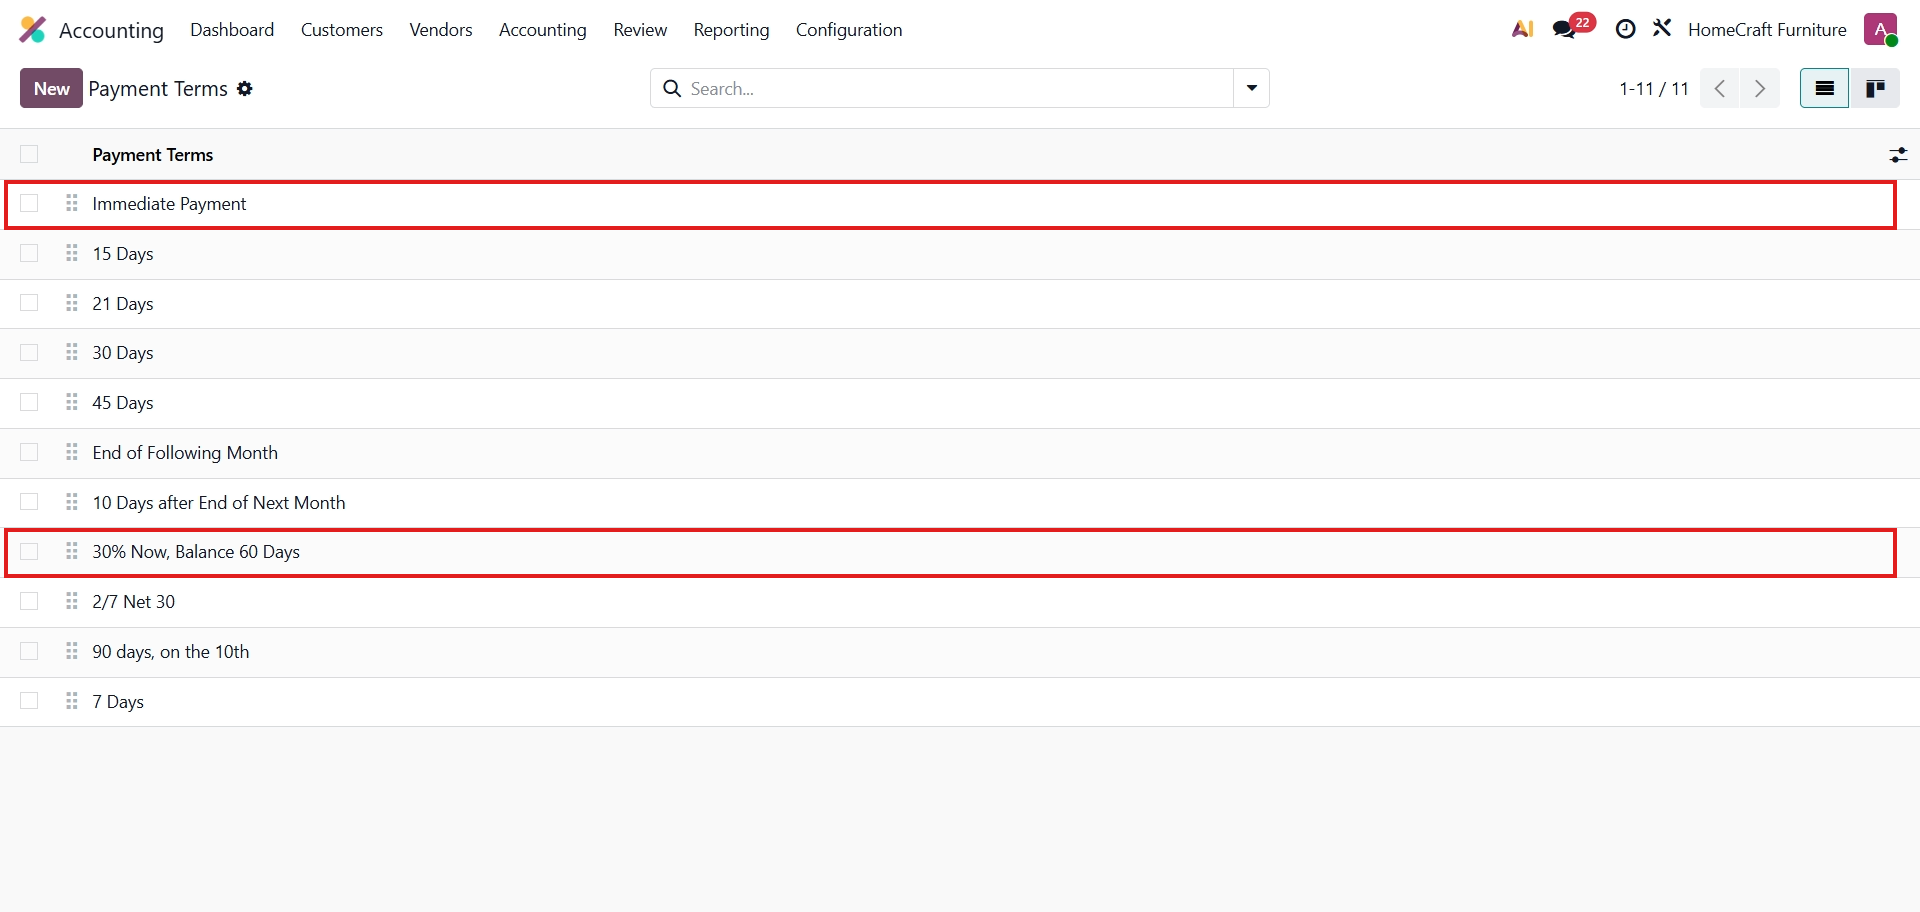 Accounting Dashboard Customers Vendors Accounting Review Reporting Configuration AI 22 HomeCraft Furniture A
New Payment Terms Search... 1-11 / 11
Payment Terms
Immediate Payment
15 Days
21 Days
30 Days
45 Days
End of Following Month
10 Days after End of Next Month
30% Now, Balance 60 Days
2/7 Net 30
90 days, on the 10th
7 Days